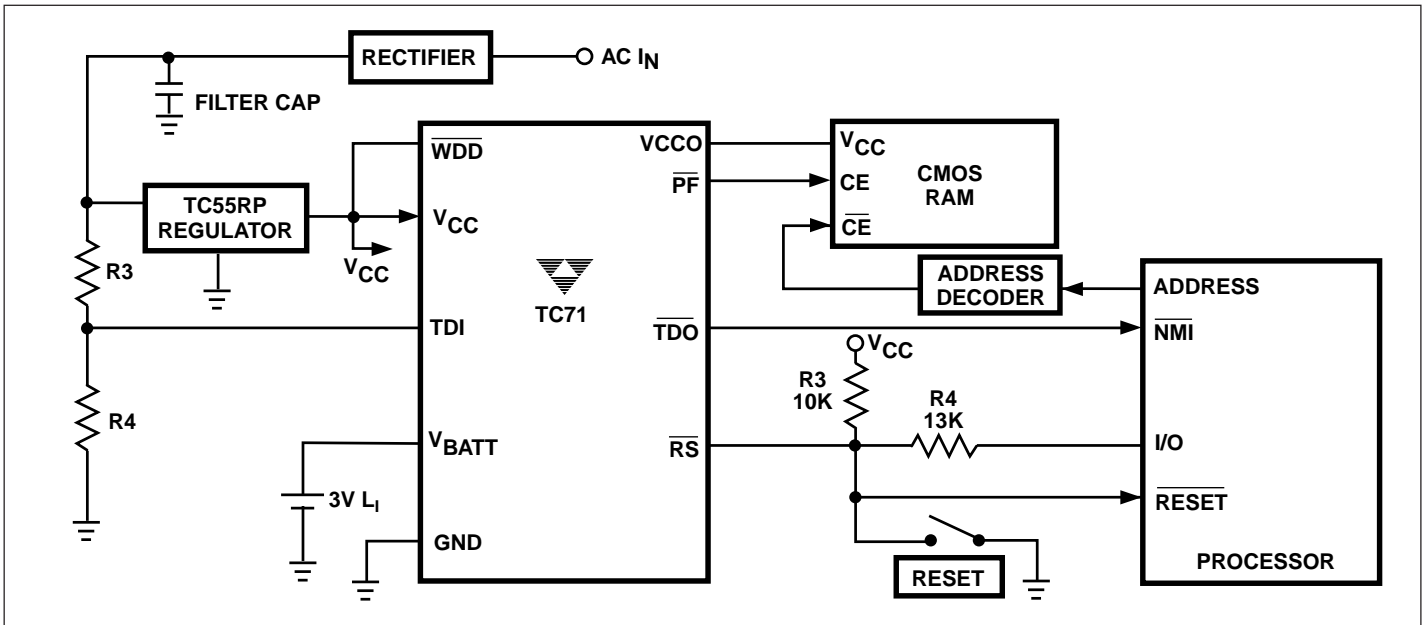 RECTIFIER
AC IN
FILTER CAP
TC55RP
REGULATOR
VCC
R3
R4
3V LI
WDD
VCC
TDI
VBATT
GND
TC71
VCCO
PF
TDO
RS
VCC
CE
CE
CMOS
RAM
ADDRESS
DECODER
VCC
R3
10K
R4
13K
RESET
ADDRESS
NMI
I/O
RESET
PROCESSOR